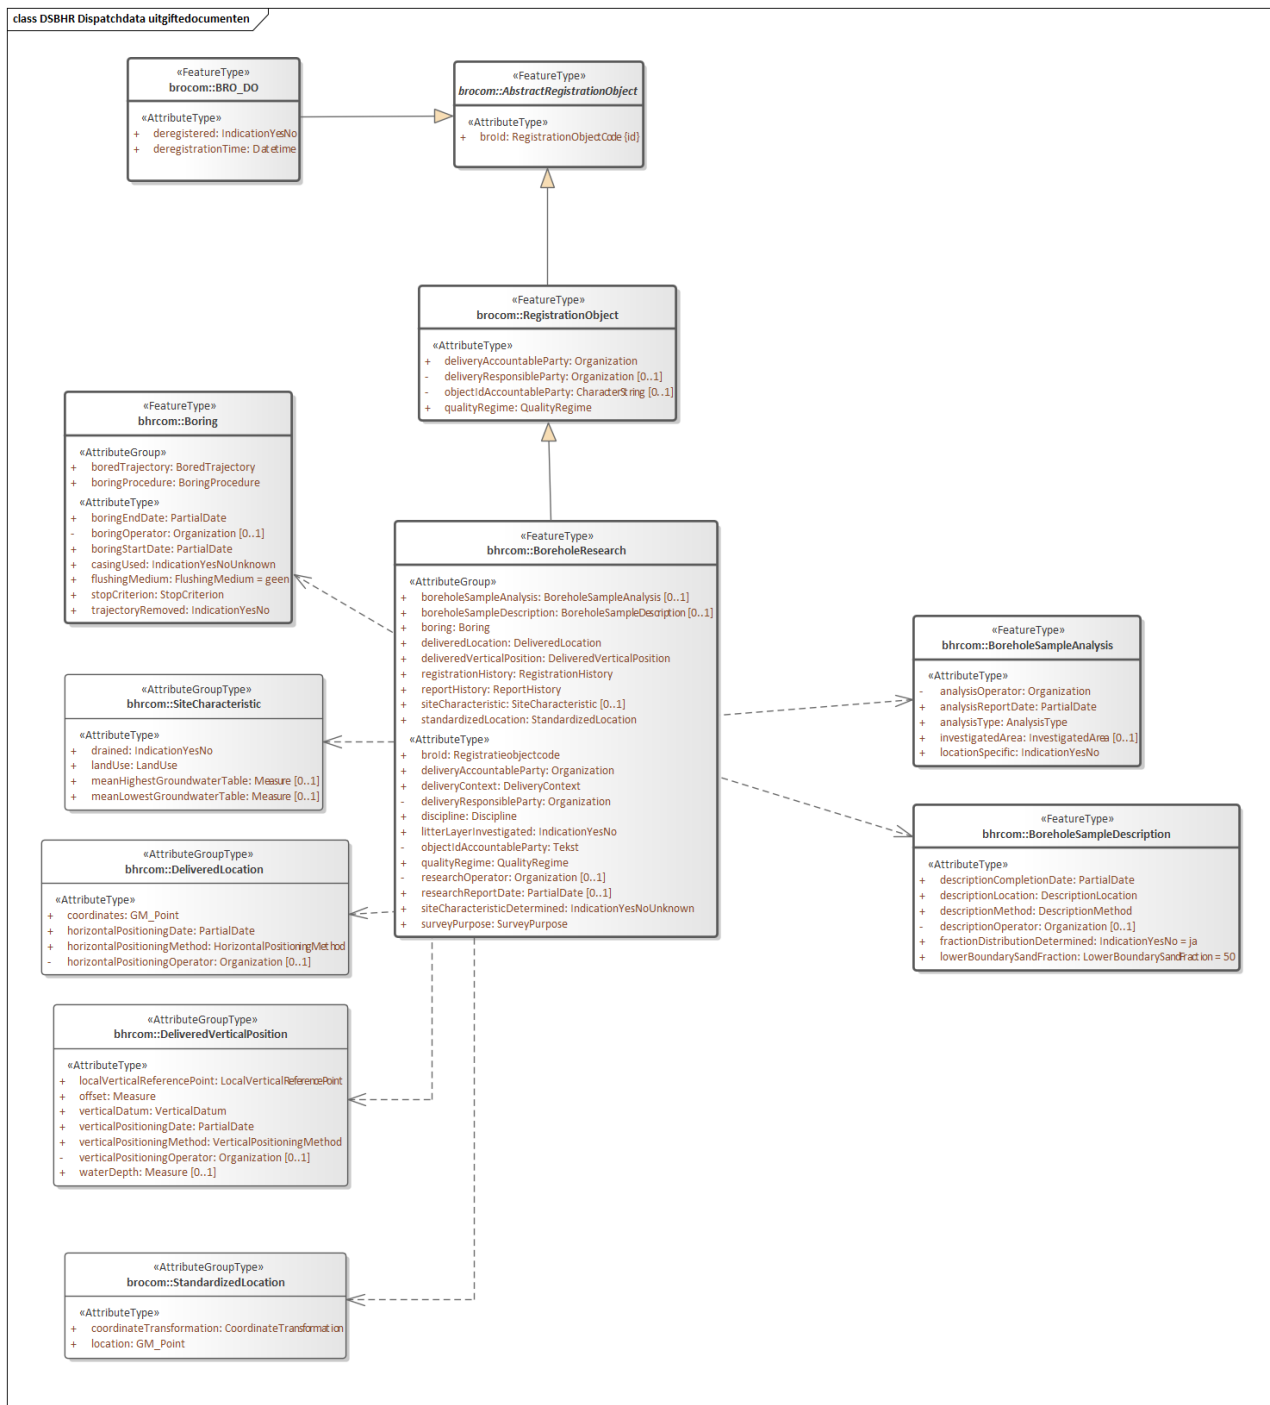 class DSBHR Dispatchdata uitgiftedocumenten
«FeatureType»
brocom::BRO_DO
«AttributeType»
+ deregistered: IndicationYesNo
+ deregistrationTime: Datetime
«FeatureType»
brocom::AbstractRegistrationObject
«AttributeType»
+ broId: RegistrationObjectCode {id}
«FeatureType»
brocom::RegistrationObject
«AttributeType»
+ deliveryAccountableParty: Organization
- deliveryResponsibleParty: Organization [0..1]
- objectIdAccountableParty: CharacterString [0..1]
+ qualityRegime: QualityRegime
«FeatureType»
bhrcom::Boring
«AttributeGroup»
+ boredTrajectory: BoredTrajectory
+ boringProcedure: BoringProcedure
«AttributeType»
+ boringEndDate: PartialDate
- boringOperator: Organization [0..1]
+ boringStartDate: PartialDate
+ casingUsed: IndicationYesNoUnknown
+ flushingMedium: FlushingMedium = geen
+ stopCriterion: StopCriterion
+ trajectoryRemoved: IndicationYesNo
«FeatureType»
bhrcom::BoreholeResearch
«AttributeGroup»
+ boreholeSampleAnalysis: BoreholeSampleAnalysis [0..1]
+ boreholeSampleDescription: BoreholeSampleDescription [0..1]
+ boring: Boring
+ deliveredLocation: DeliveredLocation
+ deliveredVerticalPosition: DeliveredVerticalPosition
+ registrationHistory: RegistrationHistory
+ reportHistory: ReportHistory
+ siteCharacteristic: SiteCharacteristic [0..1]
+ standardizedLocation: StandardizedLocation
«AttributeType»
+ broId: Registratieobjectcode
+ deliveryAccountableParty: Organization
+ deliveryContext: DeliveryContext
- deliveryResponsibleParty: Organization
+ discipline: Discipline
+ litterLayerInvestigated: IndicationYesNo
- objectIdAccountableParty: Tekst
+ qualityRegime: QualityRegime
- researchOperator: Organization [0..1]
+ researchReportDate: PartialDate [0..1]
+ siteCharacteristicDetermined: IndicationYesNoUnknown
+ surveyPurpose: SurveyPurpose
«FeatureType»
bhrcom::BoreholeSampleAnalysis
«AttributeType»
- analysisOperator: Organization
+ analysisReportDate: PartialDate
+ analysisType: AnalysisType
+ investigatedArea: InvestigatedArea [0..1]
+ locationSpecific: IndicationYesNo
«AttributeGroupType»
bhrcom::SiteCharacteristic
«AttributeType»
+ drained: IndicationYesNo
+ landUse: LandUse
+ meanHighestGroundwaterTable: Measure [0..1]
+ meanLowestGroundwaterTable: Measure [0..1]
«FeatureType»
bhrcom::BoreholeSampleDescription
«AttributeType»
+ descriptionCompletionDate: PartialDate
+ descriptionLocation: DescriptionLocation
+ descriptionMethod: DescriptionMethod
- descriptionOperator: Organization [0..1]
+ fractionDistributionDetermined: IndicationYesNo = ja
+ lowerBoundarySandFraction: LowerBoundarySandFraction = 50
«AttributeGroupType»
bhrcom::DeliveredLocation
«AttributeType»
+ coordinates: GM_Point
+ horizontalPositioningDate: PartialDate
+ horizontalPositioningMethod: HorizontalPositioningMethod
- horizontalPositioningOperator: Organization [0..1]
«AttributeGroupType»
bhrcom::DeliveredVerticalPosition
«AttributeType»
+ localVerticalReferencePoint: LocalVerticalReferencePoint
+ offset: Measure
+ verticalDatum: VerticalDatum
+ verticalPositioningDate: PartialDate
+ verticalPositioningMethod: VerticalPositioningMethod
- verticalPositioningOperator: Organization [0..1]
+ waterDepth: Measure [0..1]
«AttributeGroupType»
brocom::StandardizedLocation
«AttributeType»
+ coordinateTransformation: CoordinateTransformation
+ location: GM_Point